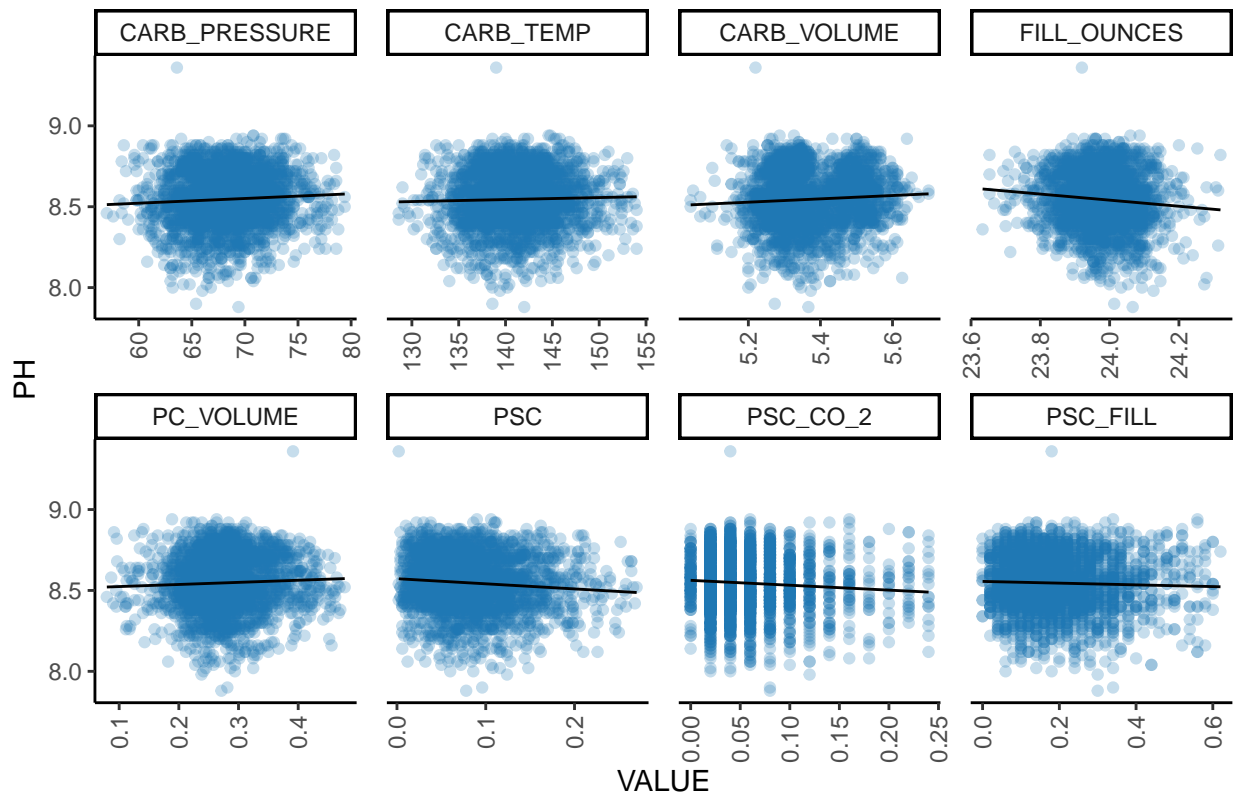 CARB_PRESSURE CARB_TEMP CARB_VOLUME FILL_OUNCES
9.0
8.5
8.0
60 65 70 75 80 130 135 140 145 150 155 5.2 5.4 5.6 23.6 23.8 24.0 24.2
PH
PC_VOLUME PSC PSC_CO_2 PSC_FILL
9.0
8.5
8.0
0.1 0.2 0.3 0.4 0.0 0.1 0.2 0.00 0.05 0.10 0.15 0.20 0.25 0.0 0.2 0.4 0.6
VALUE